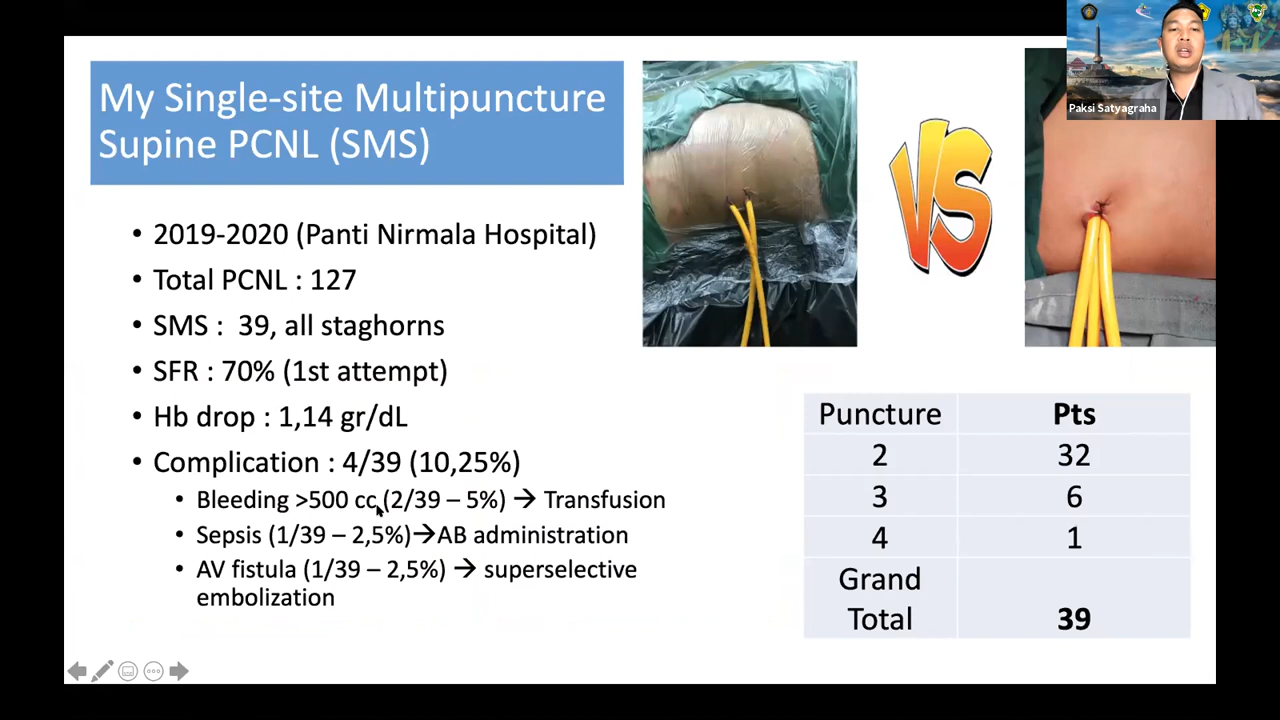 My Single-site Multipuncture
Supine PCNL (SMS)
VS
Paksi Satyagraha
• 2019-2020 (Panti Nirmala Hospital)
• Total PCNL : 127
• SMS : 39, all staghorns
• SFR : 70% (1st attempt)
• Hb drop : 1,14 gr/dL
• Complication : 4/39 (10,25%)
• Bleeding >500 cc (2/39 – 5%) → Transfusion
• Sepsis (1/39 – 2,5%)→AB administration
• AV fistula (1/39 – 2,5%) → superselective
embolization
Puncture Pts
2 32
3 6
4 1
Grand
Total 39